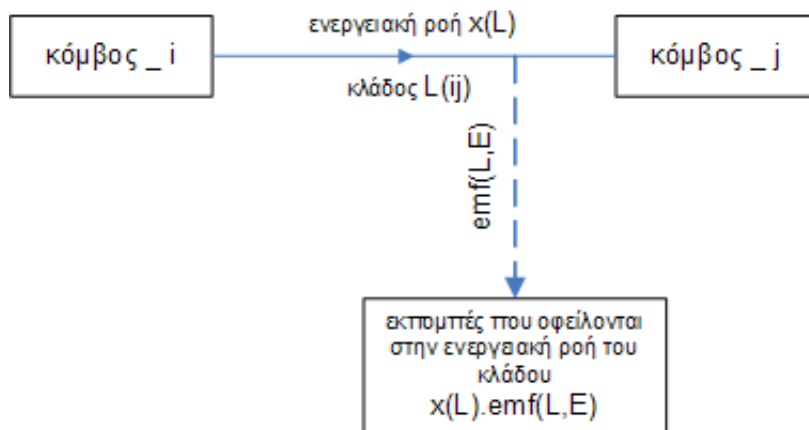 ενεργειακή ροή x(L)
κόμβος _ i
κόμβος _ j
κλάδος L(ij)
emf(L,E)
εκπομπές που οφείλονται
στην ενεργειακή ροή του
κλάδου
x(L).emf(L,E)